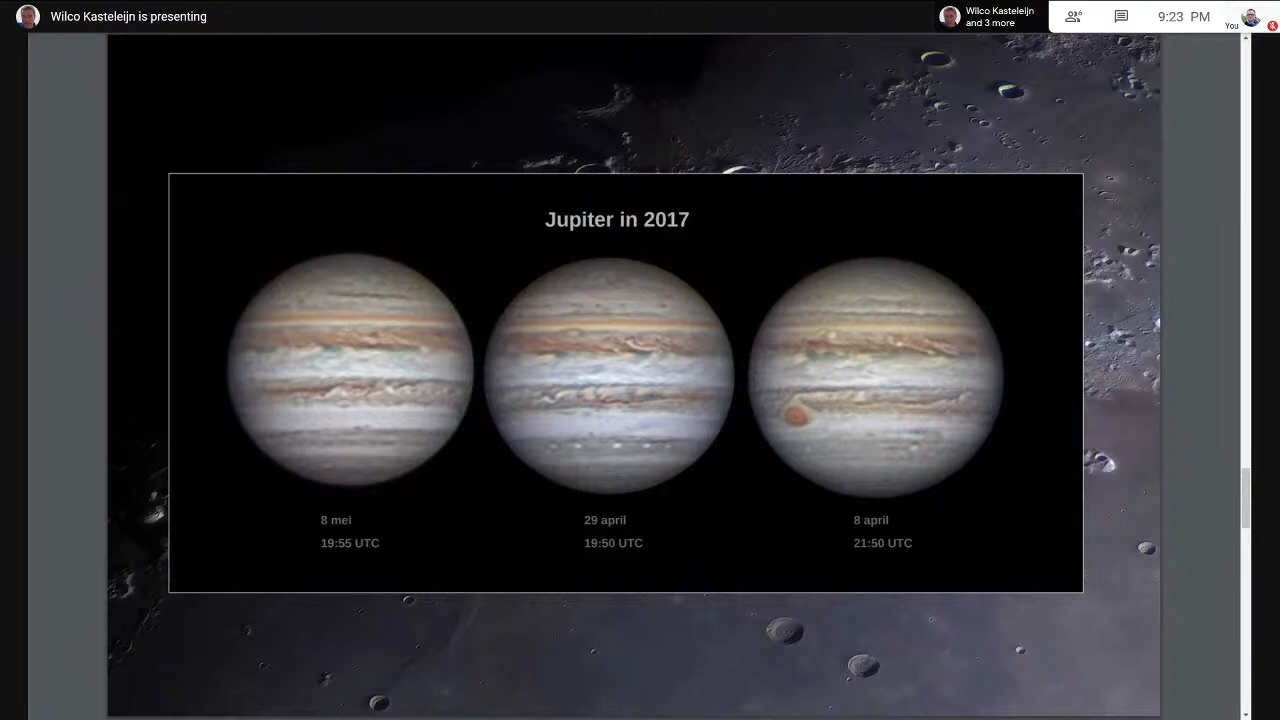 Wilco Kasteleijn is presenting
Wilco Kasteleijn
and 3 more
6
9:23 PM
You
Jupiter in 2017
8 mei
19:55 UTC
29 april
19:50 UTC
8 april
21:50 UTC